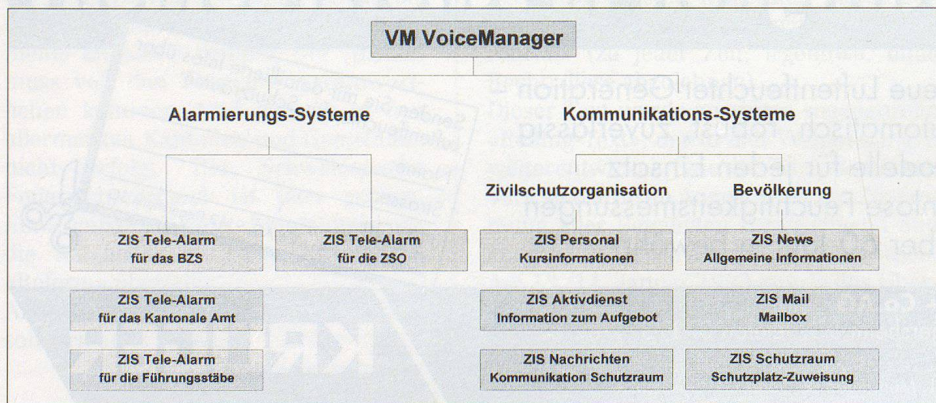 VM VoiceManager
Alarmierungs-Systeme
Kommunikations-Systeme
Zivilschutzorganisation
Bevölkerung
ZIS Tele-Alarm
für das BZS
ZIS Tele-Alarm
für die ZSO
ZIS Personal
Kursinformationen
ZIS News
Allgemeine Informationen
ZIS Tele-Alarm
für das Kantonale Amt
ZIS Aktivdienst
Information zum Aufgebot
ZIS Mail
Mailbox
ZIS Tele-Alarm
für die Führungsstäbe
ZIS Nachrichten
Kommunikation Schutzraum
ZIS Schutzraum
Schutzplatz-Zuweisung